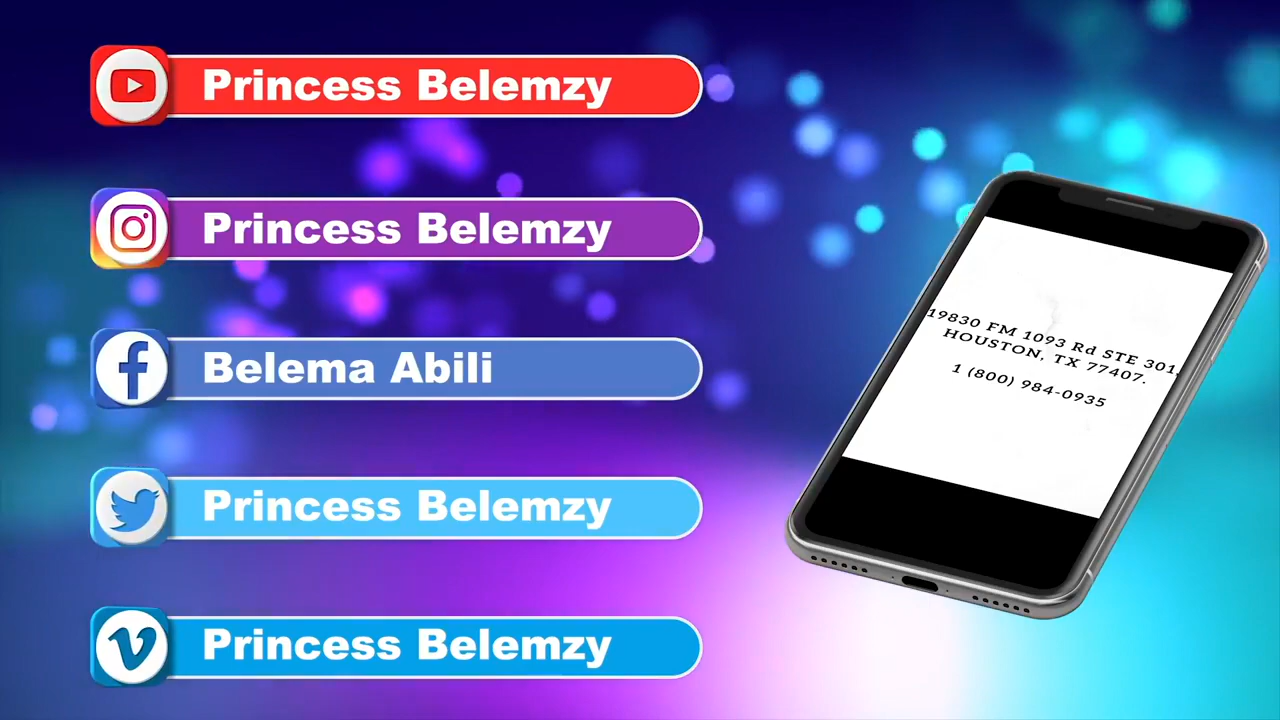 Princess Belemzy
Princess Belemzy
Belema Abili
Princess Belemzy
Princess Belemzy
19830 FM 1093 Rd STE 301,
HOUSTON, TX 77407.
1 (800) 984-0935